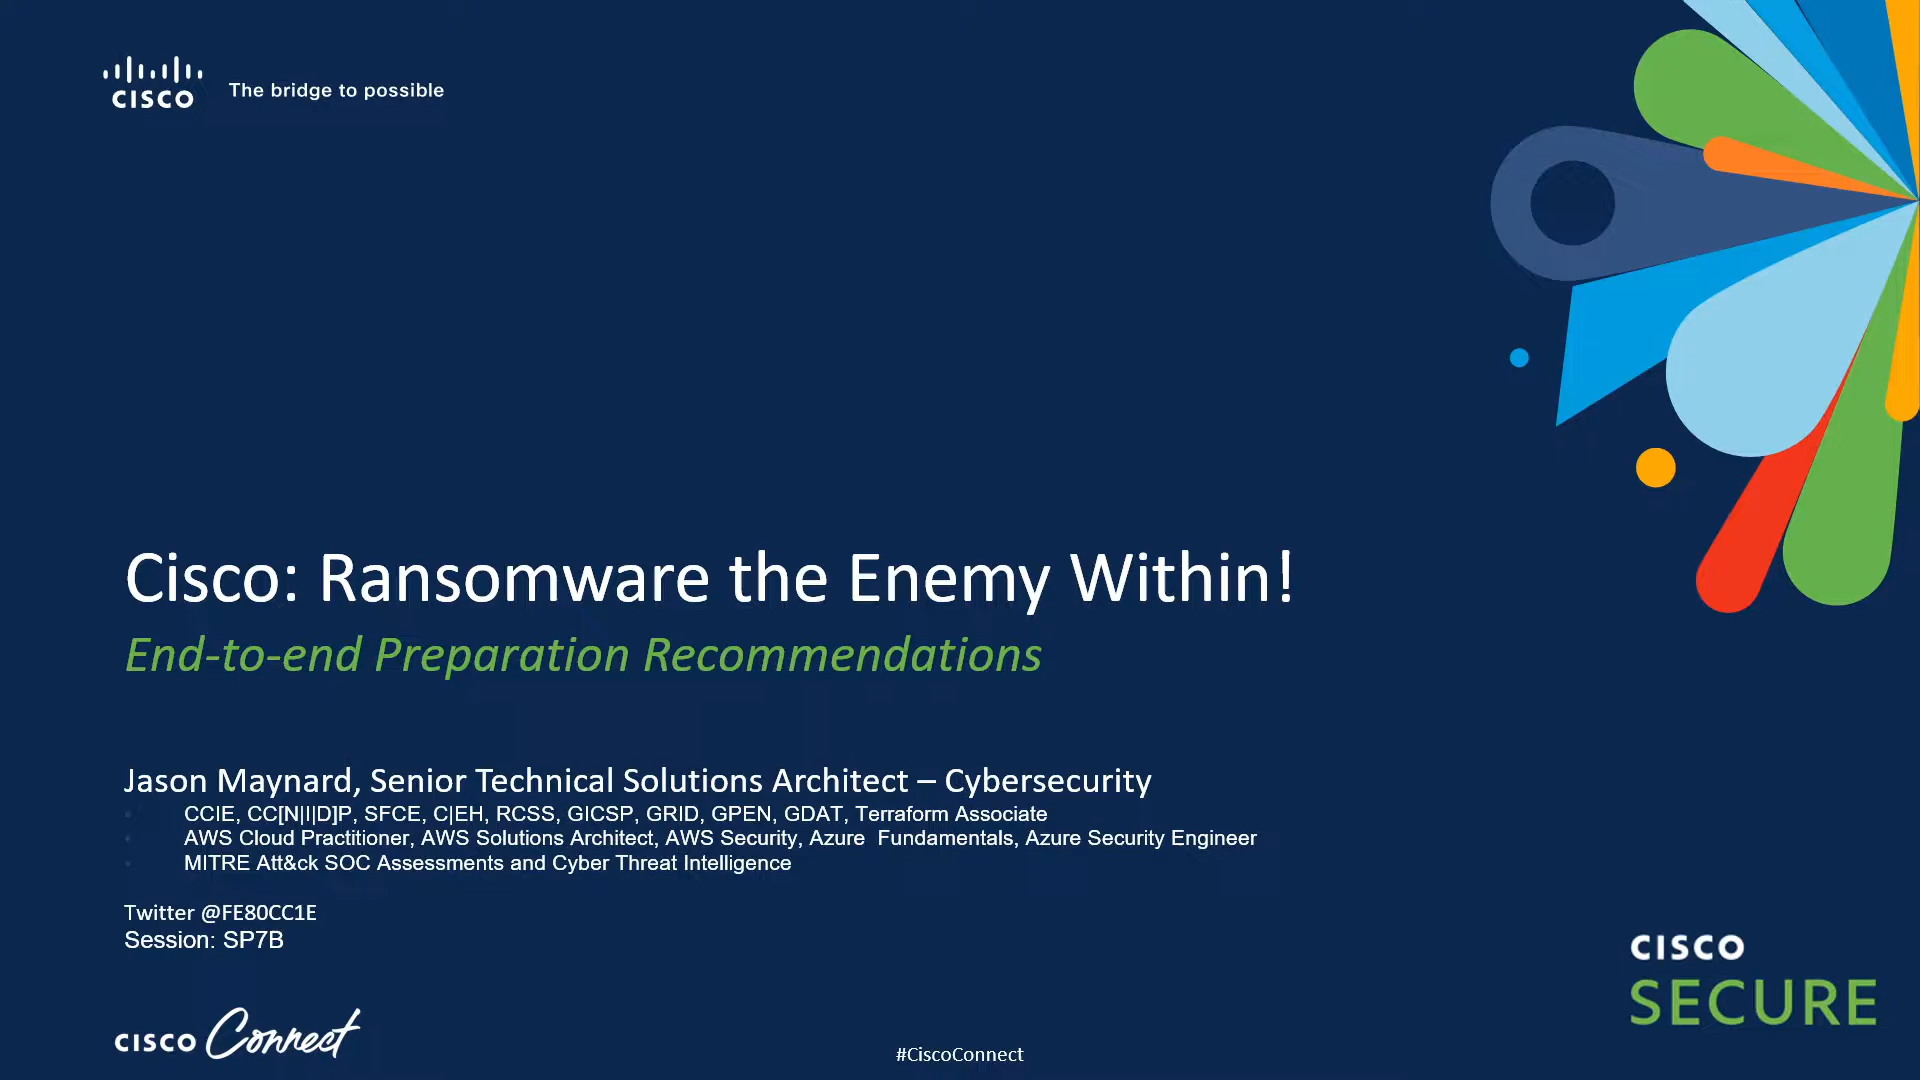 CISCO
The bridge to possible
Cisco: Ransomware the Enemy Within!
End-to-end Preparation Recommendations
Jason Maynard, Senior Technical Solutions Architect – Cybersecurity
CCIE, CC[N|I|D]P, SFCE, C|EH, RCSS, GICSP, GRID, GPEN, GDAT, Terraform Associate
AWS Cloud Practitioner, AWS Solutions Architect, AWS Security, Azure  Fundamentals, Azure Security Engineer
MITRE Att&ck SOC Assessments and Cyber Threat Intelligence
Twitter @FE80CC1E
Session: SP7B
CISCO
SECURE
CISCO Connect
#CiscoConnect